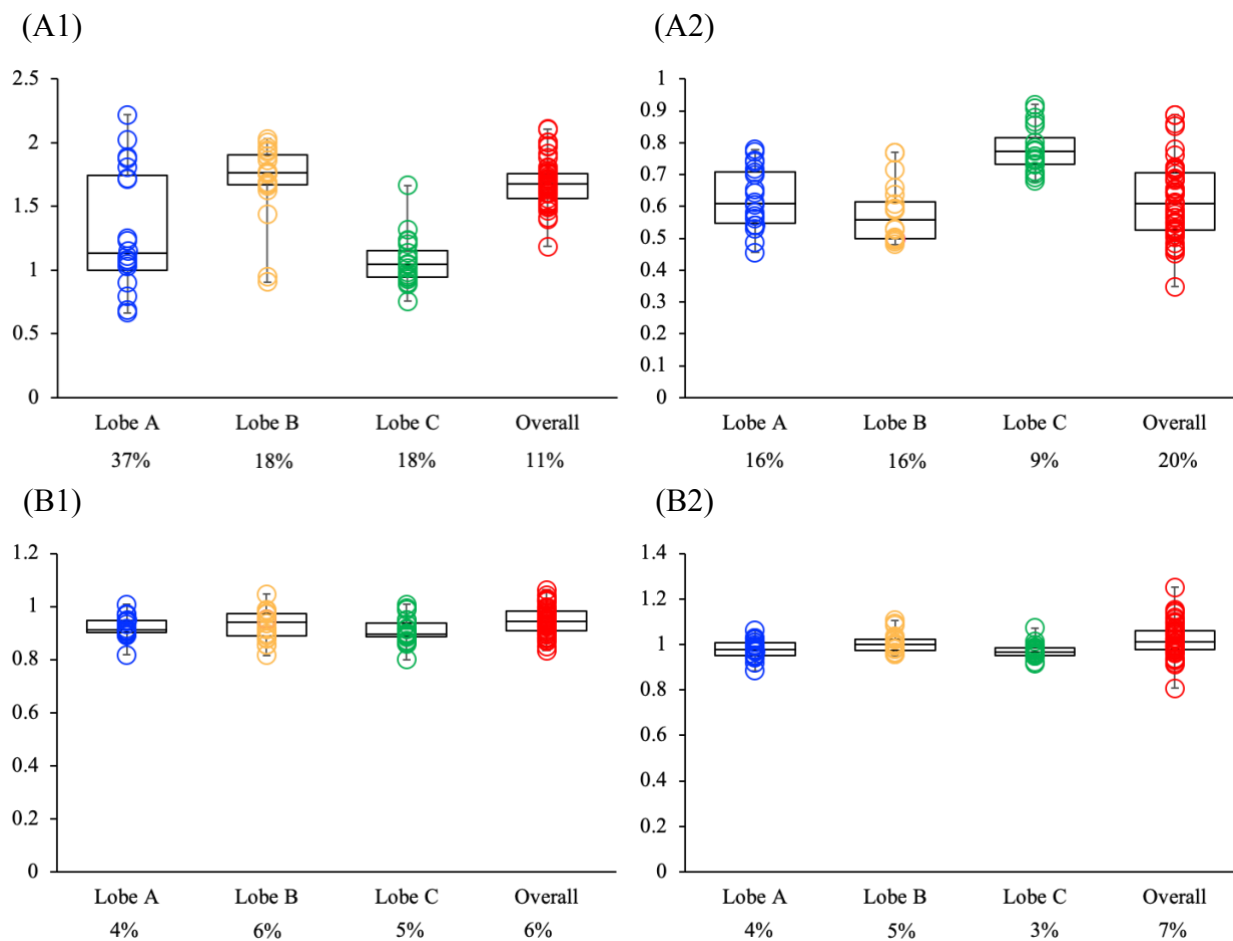 (A1)
2.5
2
1.5
1
0.5
0
Lobe A Lobe B Lobe C Overall
37% 18% 18% 11%
(A2)
1
0.9
0.8
0.7
0.6
0.5
0.4
0.3
0.2
0.1
0
Lobe A Lobe B Lobe C Overall
16% 16% 9% 20%
(B1)
1.2
1
0.8
0.6
0.4
0.2
0
Lobe A Lobe B Lobe C Overall
4% 6% 5% 6%
(B2)
1.4
1.2
1
0.8
0.6
0.4
0.2
0
Lobe A Lobe B Lobe C Overall
4% 5% 3% 7%